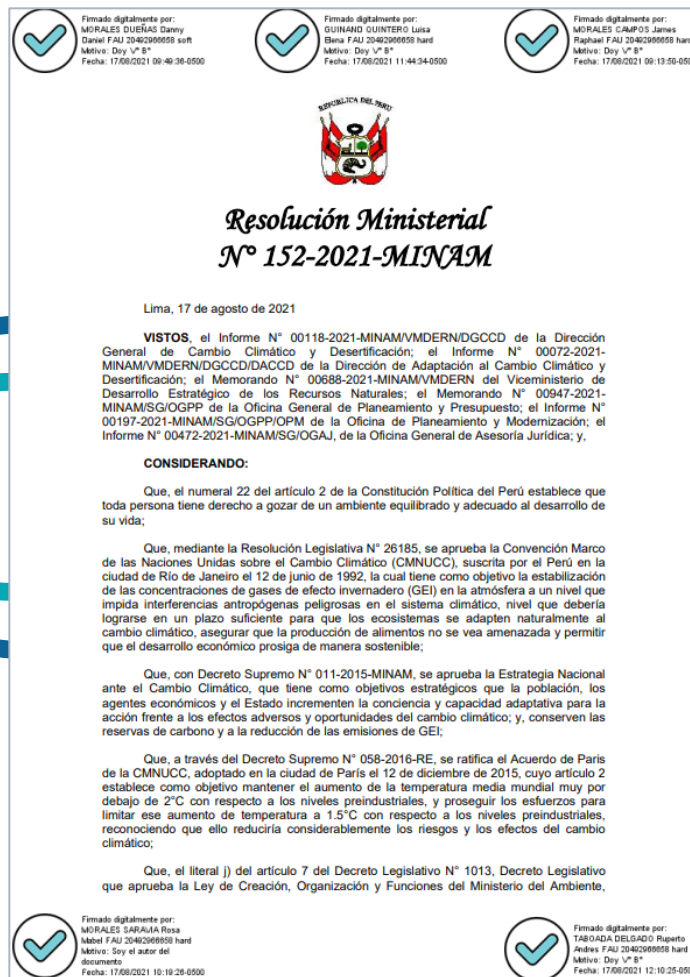 Firmado digitalmente por:
MORALES DUEÑAS Danny
Daniel FAU 20492966658 soft
Motivo: Doy V° B°
Fecha: 17/08/2021 09:49:36-0500
Firmado digitalmente por:
GUINAND QUINTERO Luisa
Elena FAU 20492966658 hard
Motivo: Doy V° B°
Fecha: 17/08/2021 11:44:34-0500
Firmado digitalmente por:
MORALES CAMPOS James
Raphael FAU 20492966658 hard
Motivo: Doy V° B°
Fecha: 17/08/2021 09:13:50-050
REPUBLICA DEL PERU
Resolución Ministerial
N° 152-2021-MINAM
Lima, 17 de agosto de 2021
VISTOS, el Informe N° 00118-2021-MINAM/VMDERN/DGCCD de la Dirección
General de Cambio Climático y Desertificación; el Informe N° 00072-2021-
MINAM/VMDERN/DGCCD/DACCD de la Dirección de Adaptación al Cambio Climático y
Desertificación; el Memorando N° 00688-2021-MINAM/VMDERN del Viceministerio de
Desarrollo Estratégico de los Recursos Naturales; el Memorando N° 00947-2021-
MINAM/SG/OGPP de la Oficina General de Planeamiento y Presupuesto; el Informe N°
00197-2021-MINAM/SG/OGPP/OPM de la Oficina de Planeamiento y Modernización; el
Informe N° 00472-2021-MINAM/SG/OGAJ, de la Oficina General de Asesoría Jurídica; y,
CONSIDERANDO:
Que, el numeral 22 del artículo 2 de la Constitución Política del Perú establece que
toda persona tiene derecho a gozar de un ambiente equilibrado y adecuado al desarrollo de
su vida;
Que, mediante la Resolución Legislativa N° 26185, se aprueba la Convención Marco
de las Naciones Unidas sobre el Cambio Climático (CMNUCC), suscrita por el Perú en la
ciudad de Río de Janeiro el 12 de junio de 1992, la cual tiene como objetivo la estabilización
de las concentraciones de gases de efecto invernadero (GEI) en la atmósfera a un nivel que
impida interferencias antropógenas peligrosas en el sistema climático, nivel que debería
lograrse en un plazo suficiente para que los ecosistemas se adapten naturalmente al
cambio climático, asegurar que la producción de alimentos no se vea amenazada y permitir
que el desarrollo económico prosiga de manera sostenible;
Que, con Decreto Supremo N° 011-2015-MINAM, se aprueba la Estrategia Nacional
ante el Cambio Climático, que tiene como objetivos estratégicos que la población, los
agentes económicos y el Estado incrementen la conciencia y capacidad adaptativa para la
acción frente a los efectos adversos y oportunidades del cambio climático; y, conserven las
reservas de carbono y a la reducción de las emisiones de GEI;
Que, a través del Decreto Supremo N° 058-2016-RE, se ratifica el Acuerdo de Paris
de la CMNUCC, adoptado en la ciudad de París el 12 de diciembre de 2015, cuyo artículo 2
establece como objetivo mantener el aumento de la temperatura media mundial muy por
debajo de 2°C con respecto a los niveles preindustriales, y proseguir los esfuerzos para
limitar ese aumento de temperatura a 1.5°C con respecto a los niveles preindustriales,
reconociendo que ello reduciría considerablemente los riesgos y los efectos del cambio
climático;
Que, el literal j) del artículo 7 del Decreto Legislativo N° 1013, Decreto Legislativo
que aprueba la Ley de Creación, Organización y Funciones del Ministerio del Ambiente,
Firmado digitalmente por:
MORALES SARAVIA Rosa
Mabel FAU 20492966658 hard
Motivo: Soy el autor del
documento
Fecha: 17/08/2021 10:19:26-0500
Firmado digitalmente por:
TABOADA DELGADO Ruperto
Andres FAU 20492966658 hard
Motivo: Doy V° B°
Fecha: 17/08/2021 12:10:25-050